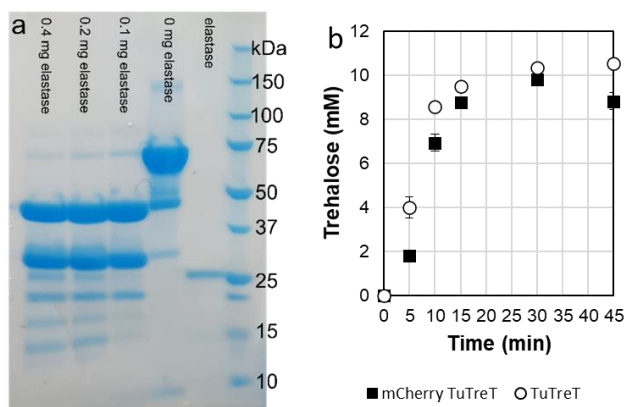 a
0.4 mg elastase
0.2 mg elastase
0.1 mg elastase
0 mg elastase
elastase
kDa
150
100
75
50
37
25
15
10
b
Trehalose (mM)
12
10
8
6
4
2
0
0 5 10 15 20 25 30 35 40 45
Time (min)
mCherry TuTreT TuTreT